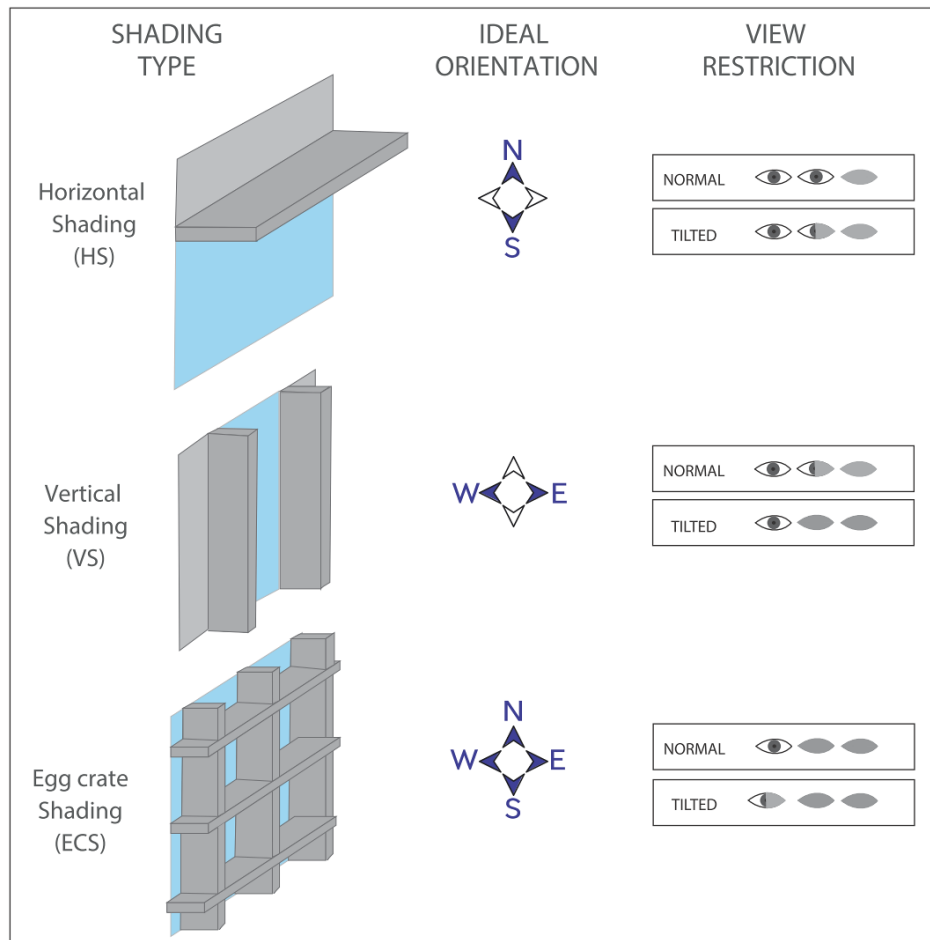 SHADING
TYPE
IDEAL
ORIENTATION
VIEW
RESTRICTION
Horizontal
Shading
(HS)
N
S
NORMAL
TILTED
Vertical
Shading
(VS)
W E
NORMAL
TILTED
Egg crate
Shading
(ECS)
N
W E
S
NORMAL
TILTED